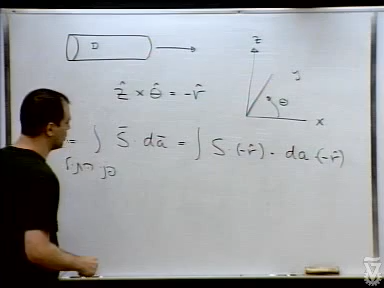 D
z
y
θ
x
ẑ × θ̂ = -r̂
= ∫ S̄ · dā = ∫ S · (-r̂) · da · (-r̂)